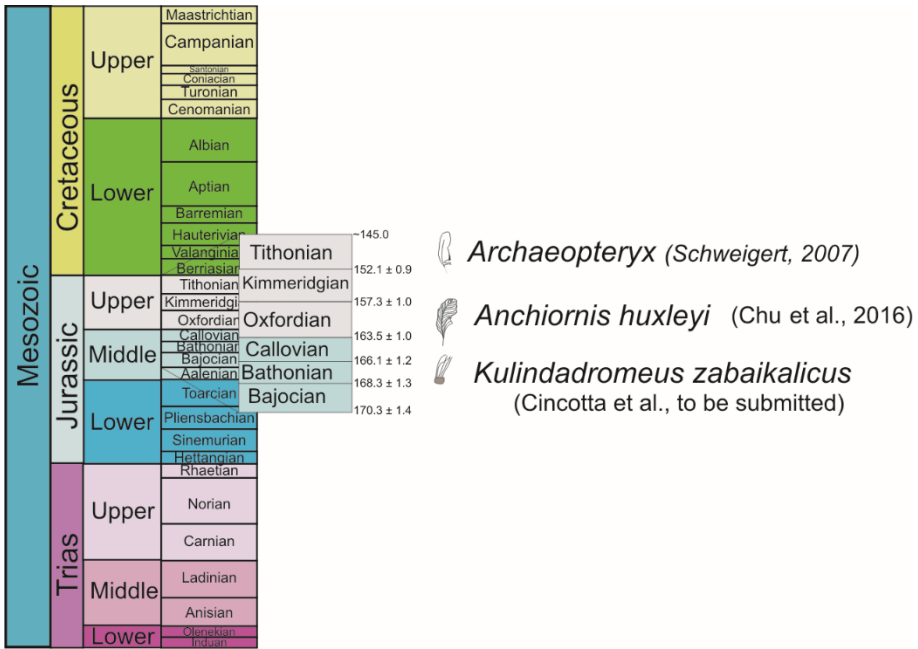 Mesozoic
Cretaceous
Jurassic
Trias
Upper
Lower
Upper
Middle
Lower
Upper
Middle
Lower
Maastrichtian
Campanian
Santonian
Coniacian
Turonian
Cenomanian
Albian
Aptian
Barremian
Hauterivian
Valanginia
Berriasian
Tithonian
Kimmeridgi
Oxfordian
Callovian
Bathonian
Bajocian
Aalenian
Toarcian
Pliensbachian
Sinemurian
Hettangian
Rhaetian
Norian
Carnian
Ladinian
Anisian
Olenekian
Induan
Tithonian
Kimmeridgian
Oxfordian
Callovian
Bathonian
Bajocian
~145.0
152.1 ± 0.9
157.3 ± 1.0
163.5 ± 1.0
166.1 ± 1.2
168.3 ± 1.3
170.3 ± 1.4
Archaeopteryx (Schweigert, 2007)
Anchiornis huxleyi (Chu et al., 2016)
Kulindadromeus zabaikalicus
(Cincotta et al., to be submitted)